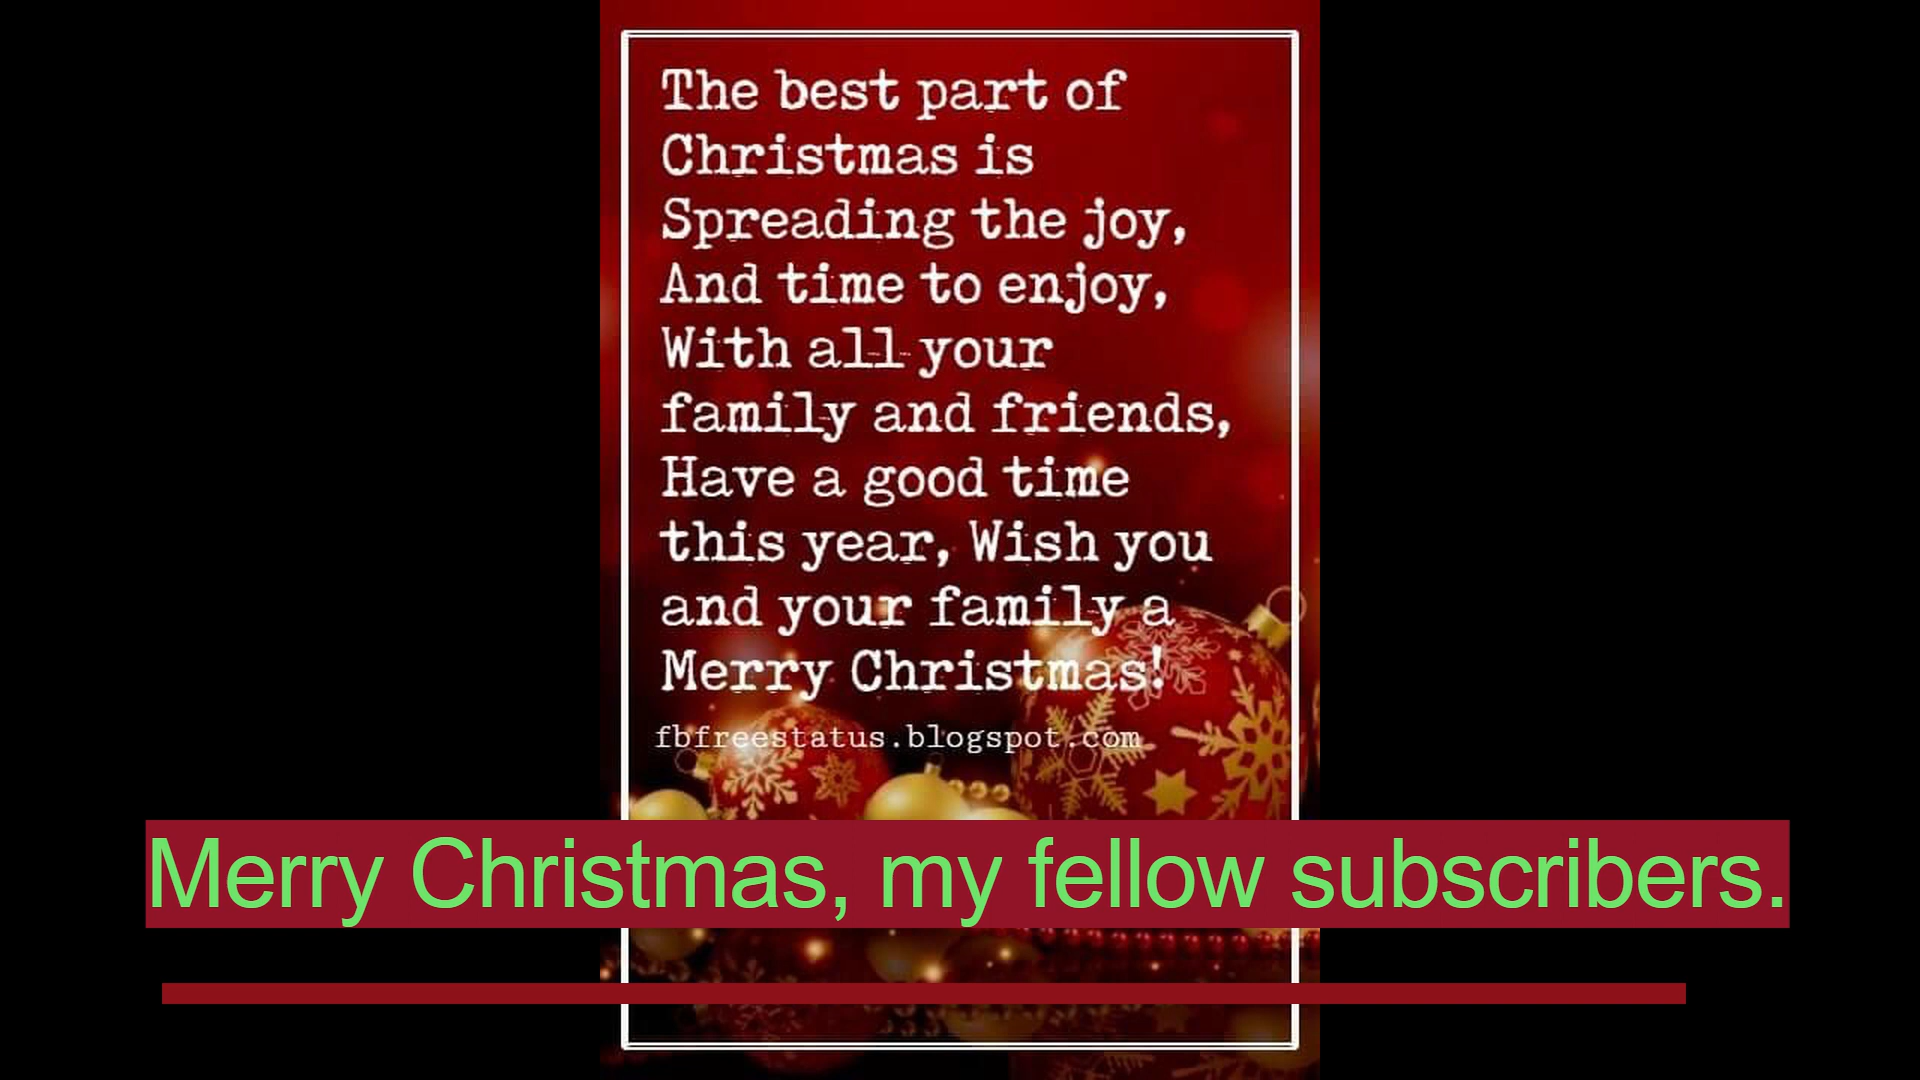 The best part of
Christmas is
Spreading the joy,
And time to enjoy,
With all your
family and friends,
Have a good time
this year, Wish you
and your family a
Merry Christmas!
fbfreestatus.blogspot.com
Merry Christmas, my fellow subscribers.